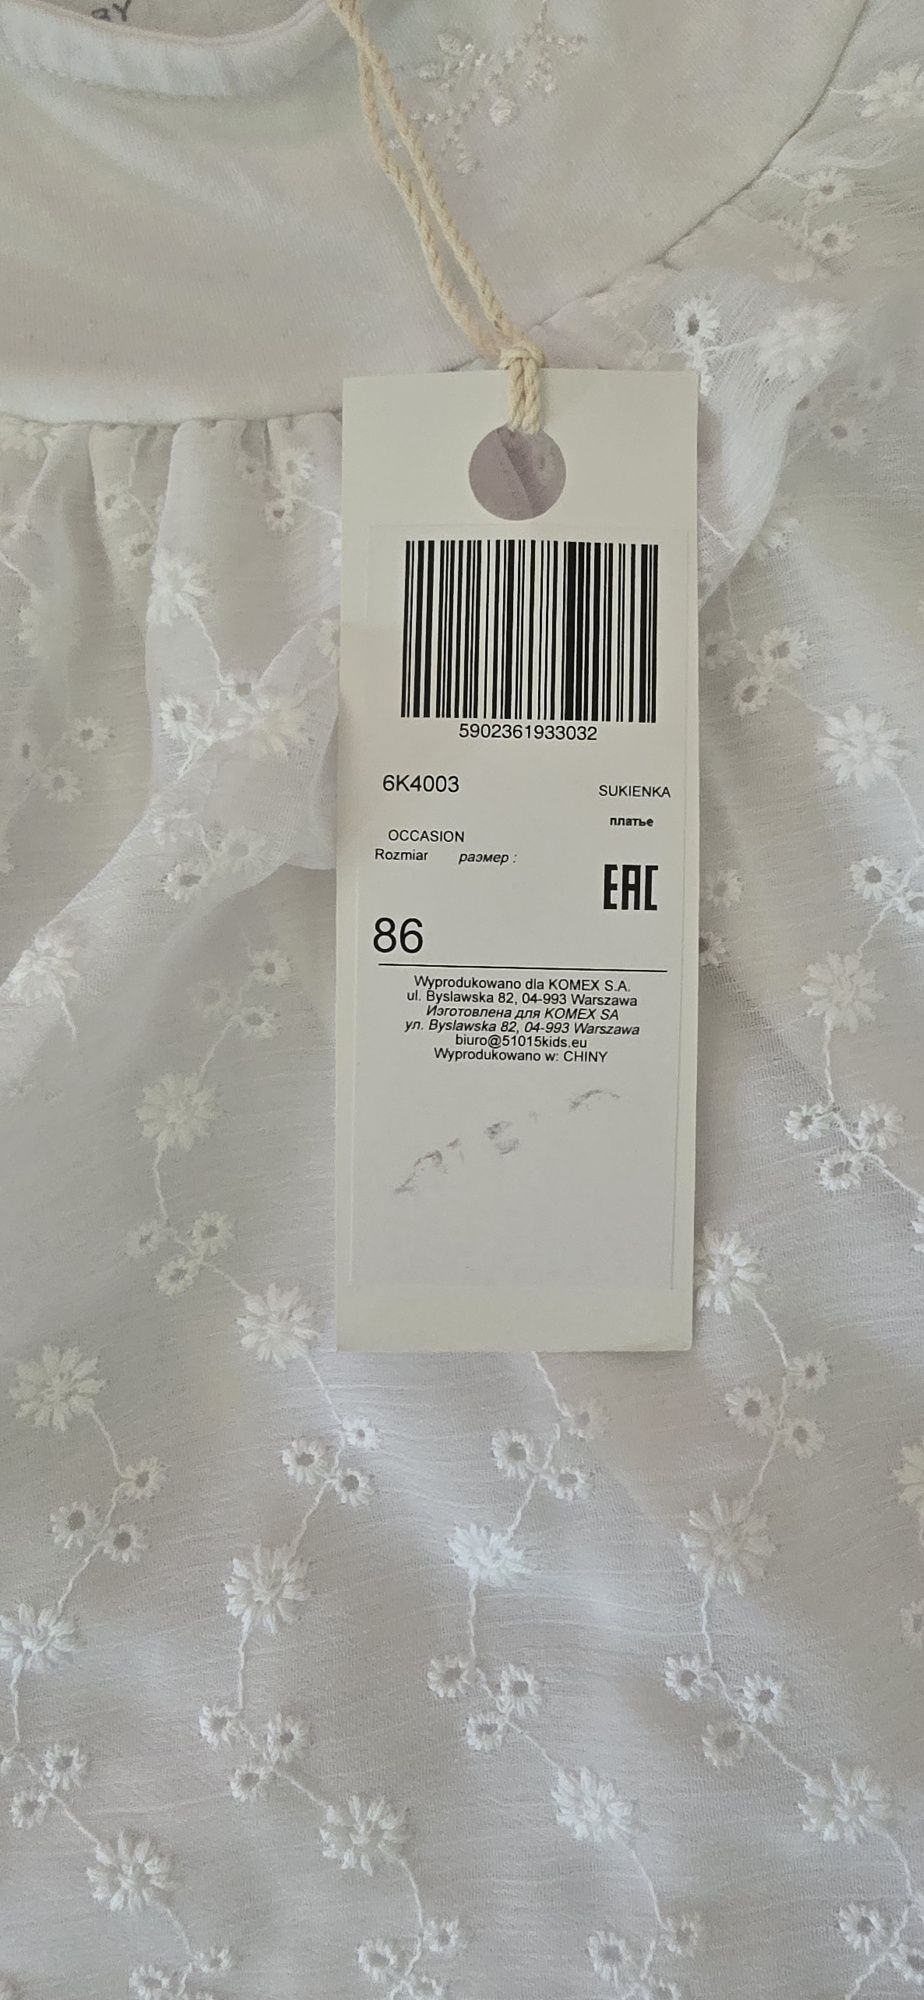 BY
5902361933032
6K4003 SUKIENKA
платье
OCCASION
Rozmiar размер :
EAC
86
Wyprodukowano dla KOMEX S.A.
ul. Byslawska 82, 04-993 Warszawa
Изготовлена для KOMEX SA
ул. Byslawska 82, 04-993 Warszawa
biuro@51015kids.eu
Wyprodukowano w: CHINY